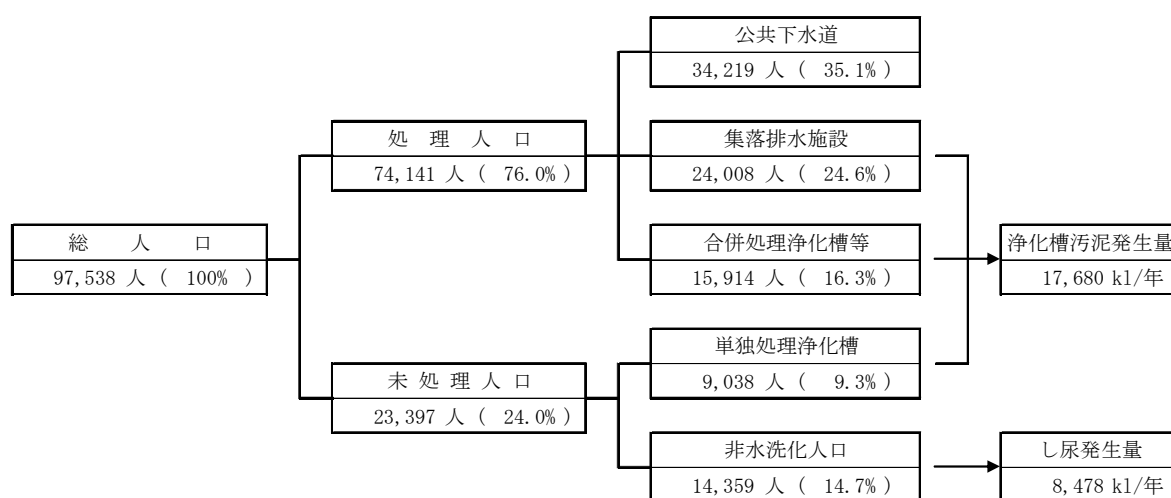 公共下水道
34,219 人 ( 35.1%)
処 理 人 口
74,141 人 ( 76.0%)
集落排水施設
24,008 人 ( 24.6%)
総 人 口
97,538 人 ( 100% )
合併処理浄化槽等
15,914 人 ( 16.3%)
浄化槽汚泥発生量
17,680 kl/年
単独処理浄化槽
9,038 人 ( 9.3%)
未 処 理 人 口
23,397 人 ( 24.0%)
非水洗化人口
14,359 人 ( 14.7%)
し尿発生量
8,478 kl/年